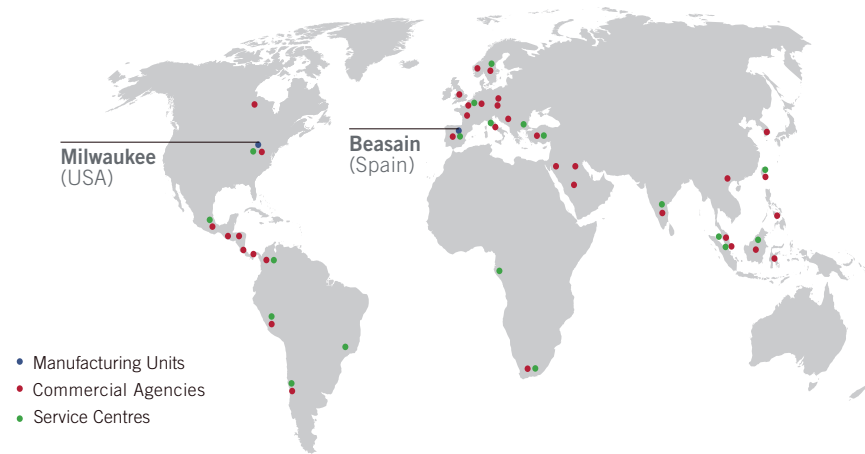 Milwaukee
(USA)
Beasain
(Spain)
Manufacturing Units
Commercial Agencies
Service Centres